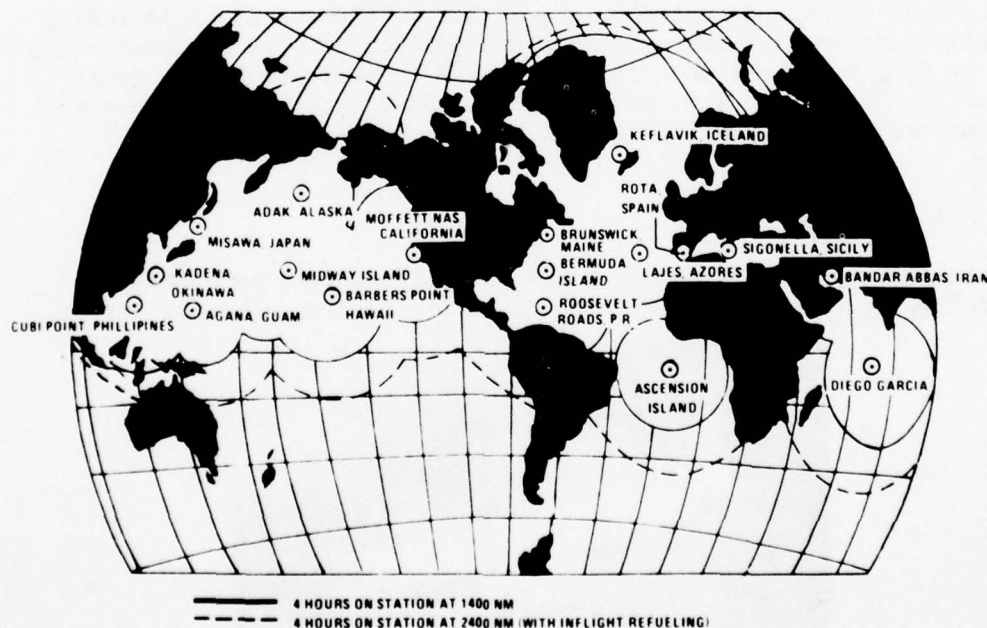 KEFLAVIK, ICELAND
ROTA,
SPAIN
ADAK, ALASKA
MOFFETT NAS
CALIFORNIA
BRUNSWICK
MAINE
MISAWA, JAPAN
LAJES, AZORES
SIGONELLA, SICILY
BERMUDA
ISLAND
KADENA
OKINAWA
MIDWAY ISLAND
BANDAR ABBAS, IRAN
BARBERS POINT
HAWAII
ROOSEVELT
ROADS, P.R.
CUBI POINT, PHILLIPINES
AGANA, GUAM
ASCENSION
ISLAND
DIEGO GARCIA
4 HOURS ON STATION AT 1400 NM
4 HOURS ON STATION AT 2400 NM (WITH INFLIGHT REFUELING)